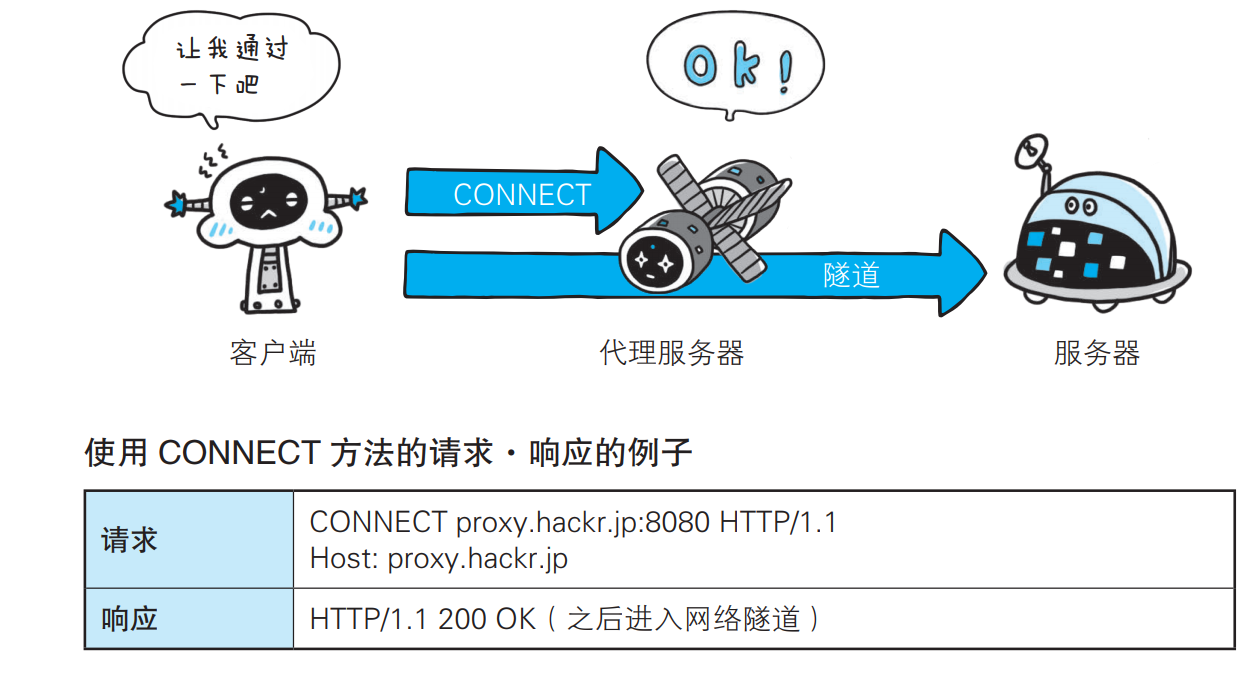 让我通过
一下吧
Ok!
CONNECT
隧道
客户端
代理服务器
服务器
使用 CONNECT 方法的请求・响应的例子
请求
CONNECT proxy.hackr.jp:8080 HTTP/1.1
Host: proxy.hackr.jp
响应
HTTP/1.1 200 OK（之后进入网络隧道）